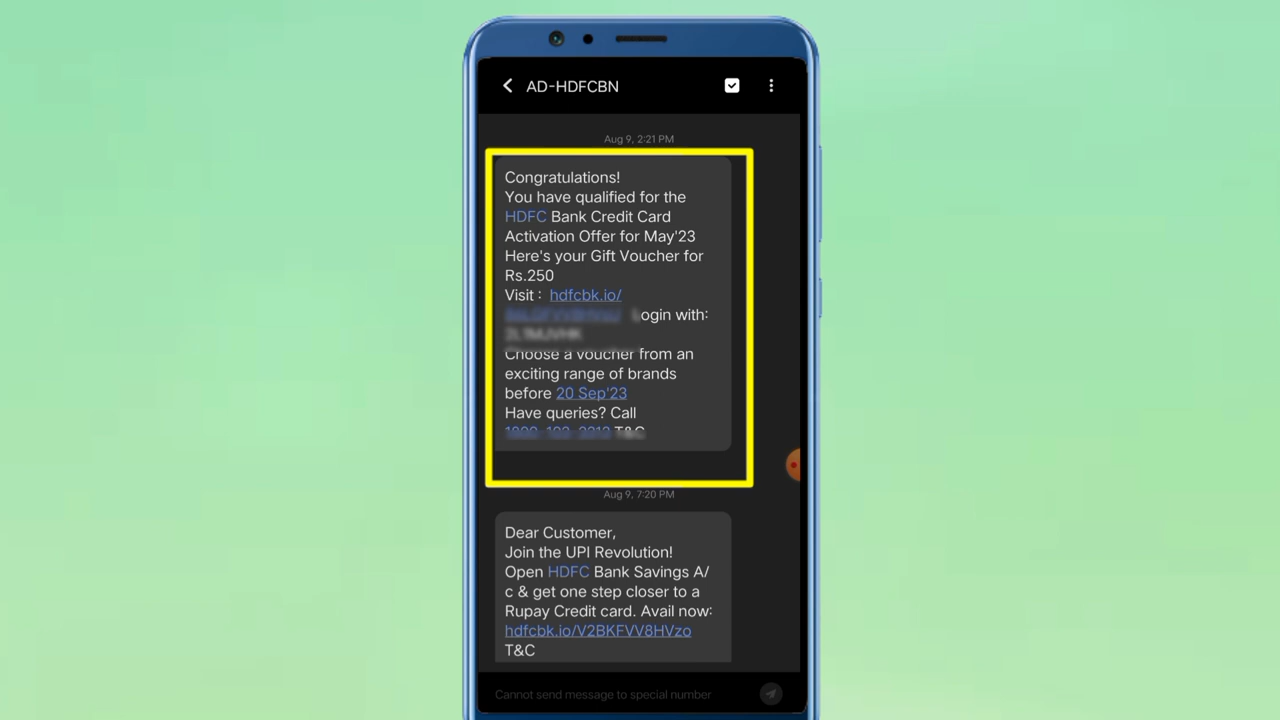 AD-HDFCBN
Aug 9, 2:21 PM
Congratulations!
You have qualified for the
HDFC Bank Credit Card
Activation Offer for May'23
Here's your Gift Voucher for
Rs.250
Visit : hdfcbk.io/
Login with:
Choose a voucher from an
exciting range of brands
before 20 Sep'23
Have queries? Call
T&C
Aug 9, 7:20 PM
Dear Customer,
Join the UPI Revolution!
Open HDFC Bank Savings A/
c & get one step closer to a
Rupay Credit card. Avail now:
hdfcbk.io/V2BKFVV8HVzo
T&C
Cannot send message to special number